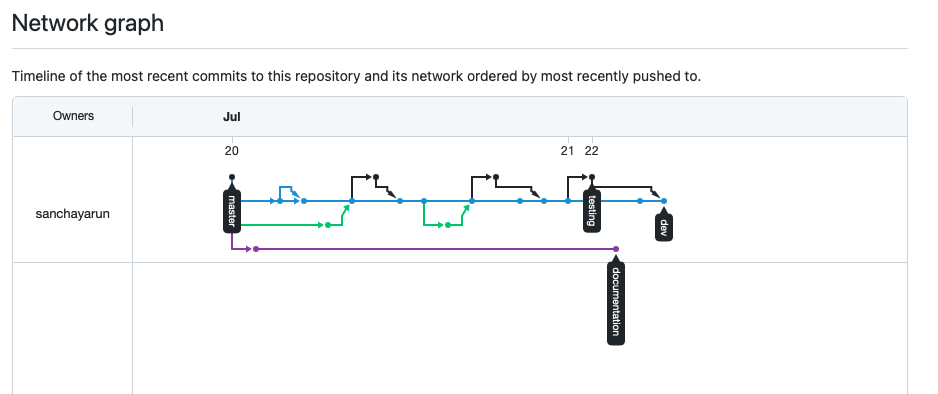 Network graph
Timeline of the most recent commits to this repository and its network ordered by most recently pushed to.
Owners
Jul
20
21
22
sanchayarun
master
testing
dev
documentation